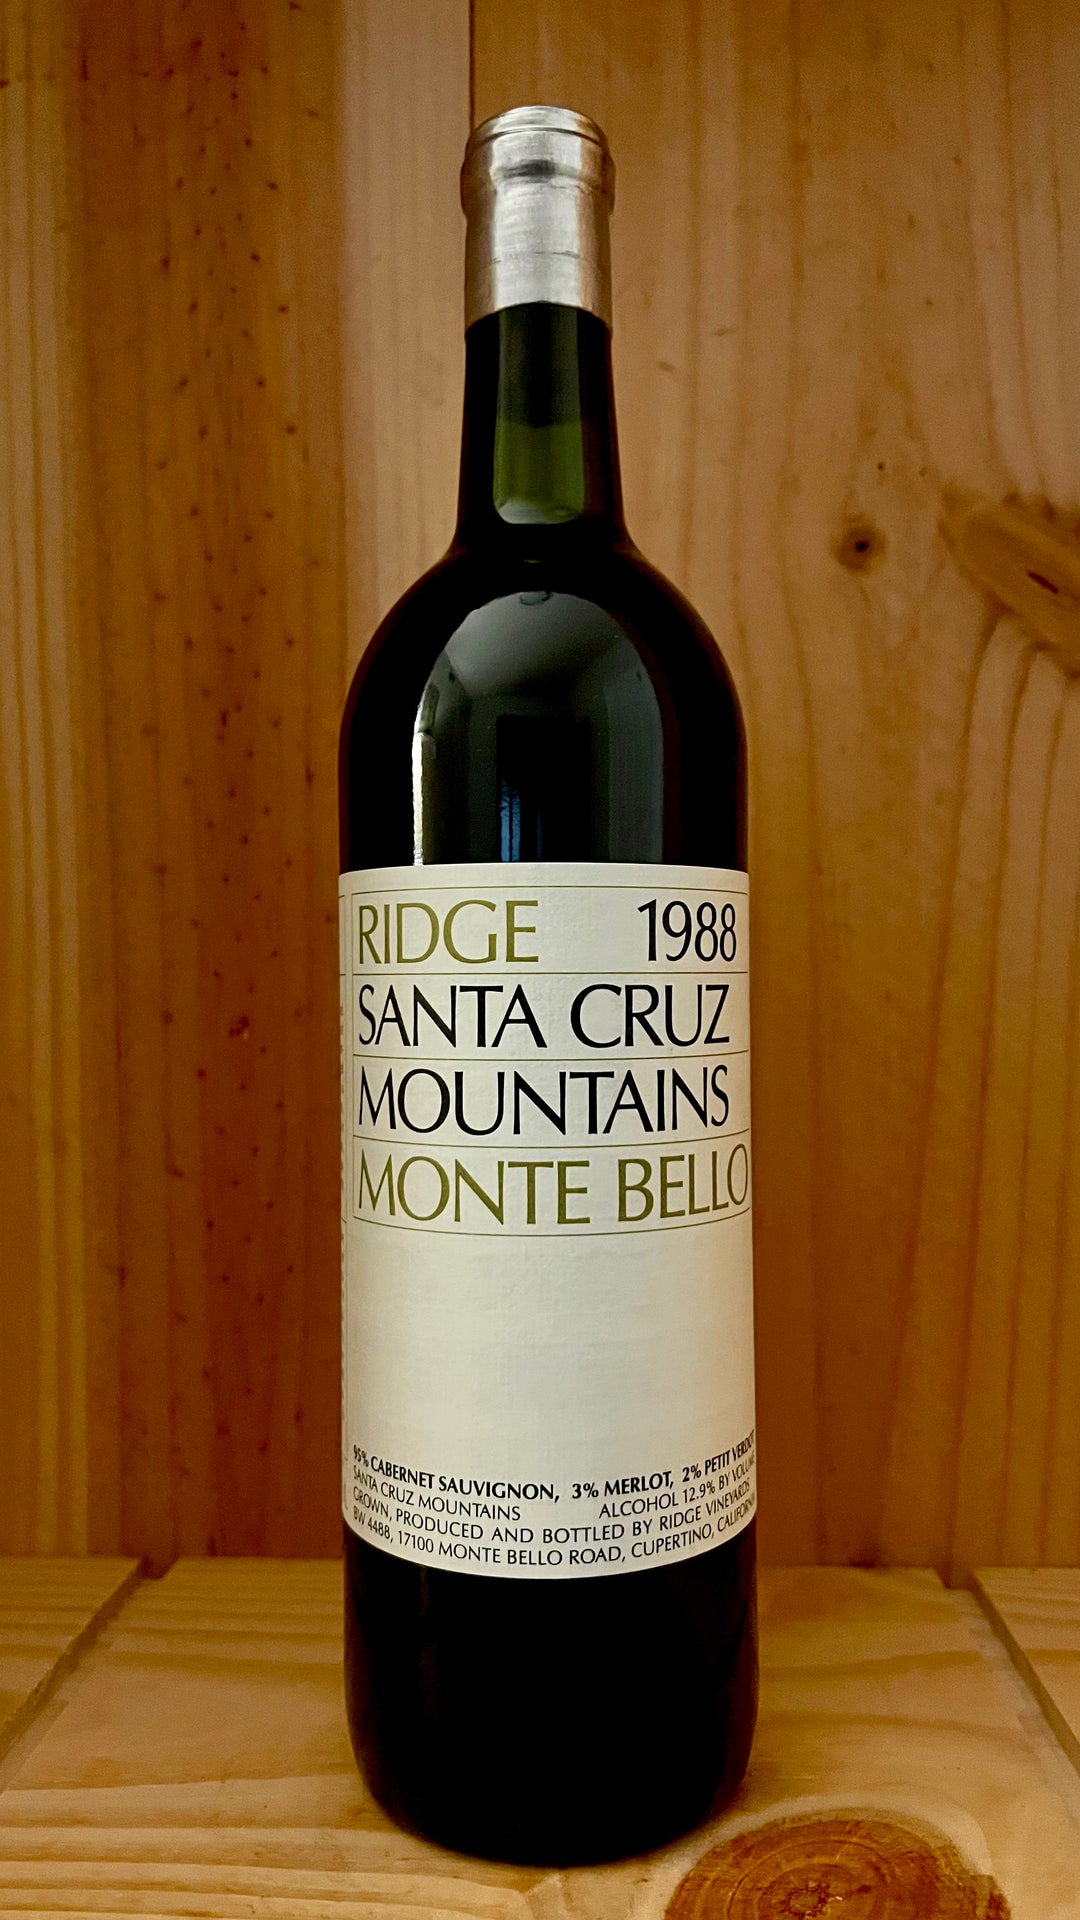 RIDGE 1988
SANTA CRUZ
MOUNTAINS
MONTE BELLO
95% CABERNET SAUVIGNON, 3% MERLOT, 2% PETIT VERDOT
SANTA CRUZ MOUNTAINS ALCOHOL 12.9% BY VOLUME
GROWN, PRODUCED AND BOTTLED BY RIDGE VINEYARDS
BW 4488, 17100 MONTE BELLO ROAD, CUPERTINO, CALIFORNIA